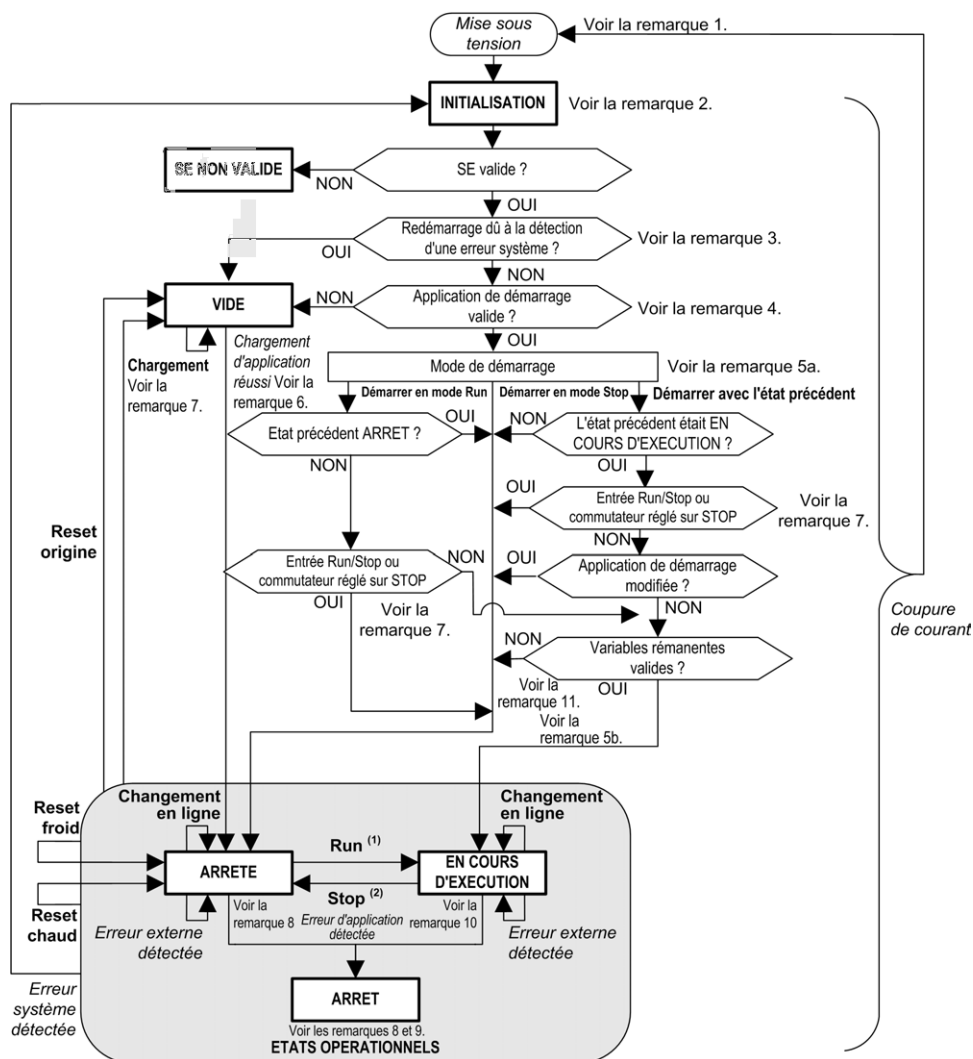 Mise sous
tension
Voir la remarque 1.
INITIALISATION
Voir la remarque 2.
SE NON VALIDE
NON
SE valide ?
OUI
Redémarrage dû à la détection
d'une erreur système ?
Voir la remarque 3.
OUI
NON
VIDE
NON
Application de démarrage
valide ?
Voir la remarque 4.
OUI
Chargement
Voir la
remarque 7.
Chargement
d'application
réussi Voir la
remarque 6.
Mode de démarrage
Voir la remarque 5a.
Démarrer en mode Run
Démarrer en mode Stop
Démarrer avec l'état précédent
Etat précédent ARRET ?
OUI
NON
L'état précédent était EN
COURS D'EXECUTION ?
NON
OUI
OUI
Entrée Run/Stop ou
commutateur réglé sur STOP
Voir la
remarque 7.
NON
Reset
origine
Entrée Run/Stop ou
commutateur réglé sur STOP
NON
OUI
Voir la
remarque 7.
OUI
Application de démarrage
modifiée ?
NON
Coupure
de courant
NON
Variables rémanentes
valides ?
OUI
Voir la
remarque 11.
Voir la
remarque 5b.
Reset
froid
Changement
en ligne
Changement
en ligne
Run (1)
ARRETE
EN COURS
D'EXECUTION
Stop (2)
Reset
chaud
Voir la
remarque 8
Erreur d'application
détectée
Voir la
remarque 10
Erreur externe
détectée
Erreur externe
détectée
Erreur
système
détectée
ARRET
Voir les remarques 8 et 9.
ETATS OPERATIONNELS